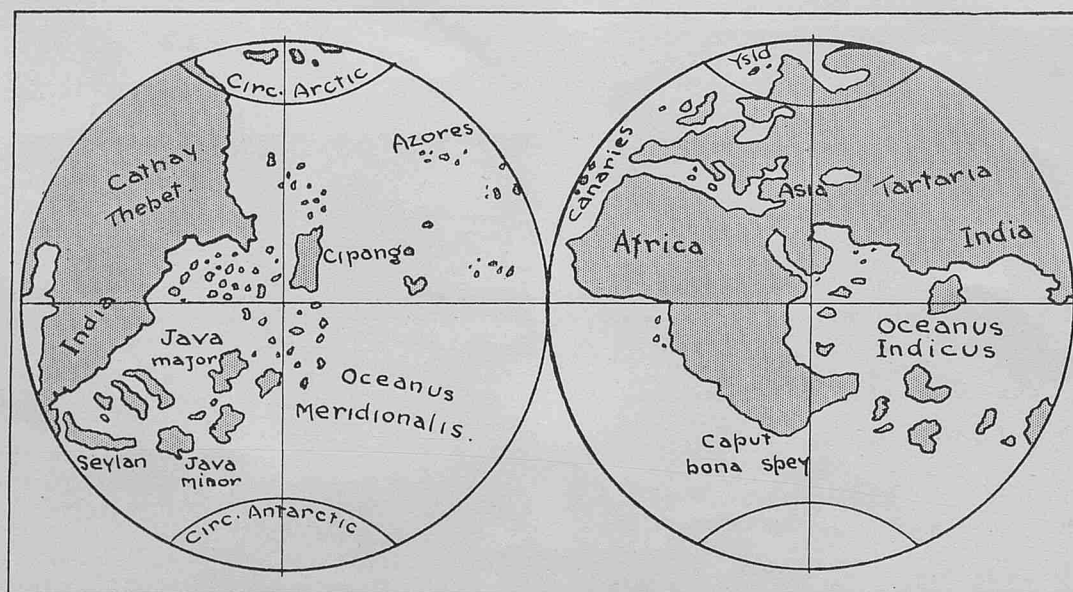 Circ. Arctic
Cathay
Thebet.
Azores
Cipango
India
Java
major
Oceanus
Meridionalis.
Seylan
Java
minor
Circ. Antarctic
Ysld
Canaries
Asia
Tartaria
Africa
India
Oceanus
Indicus
Caput
bona spey